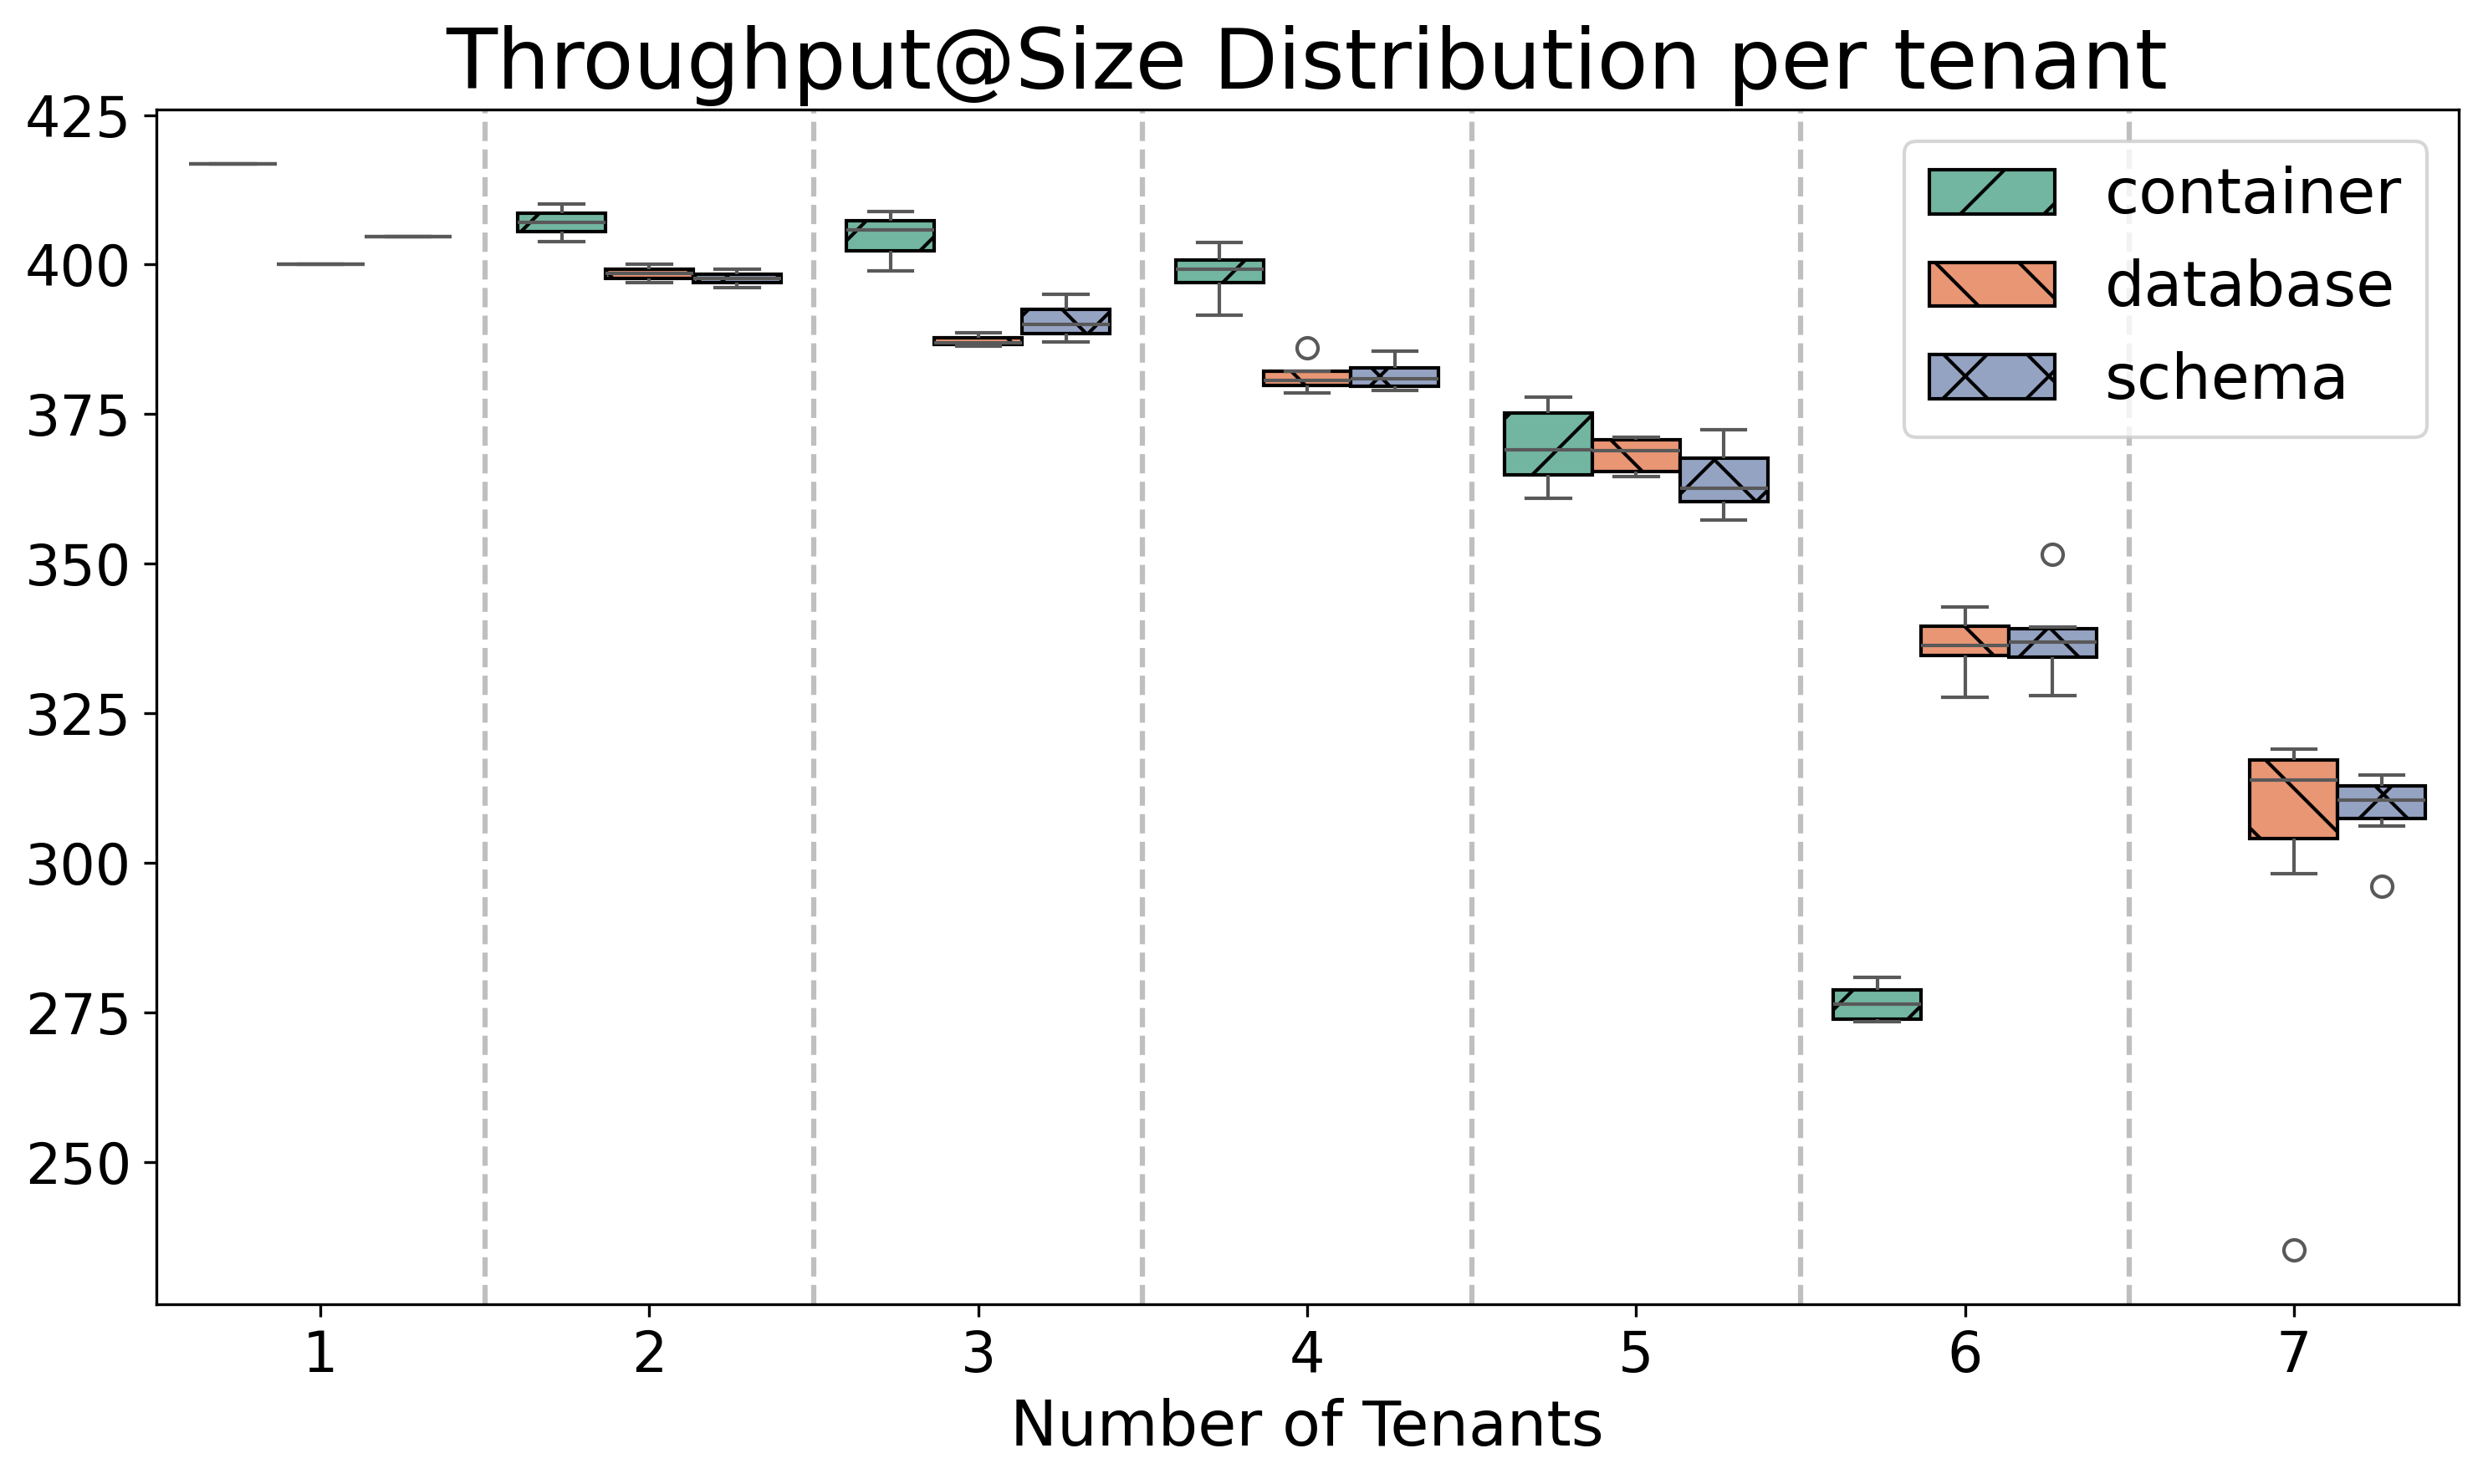 Throughput@Size Distribution per tenant
425
400
375
350
325
300
275
250
container
database
schema
1 2 3 4 5 6 7
Number of Tenants